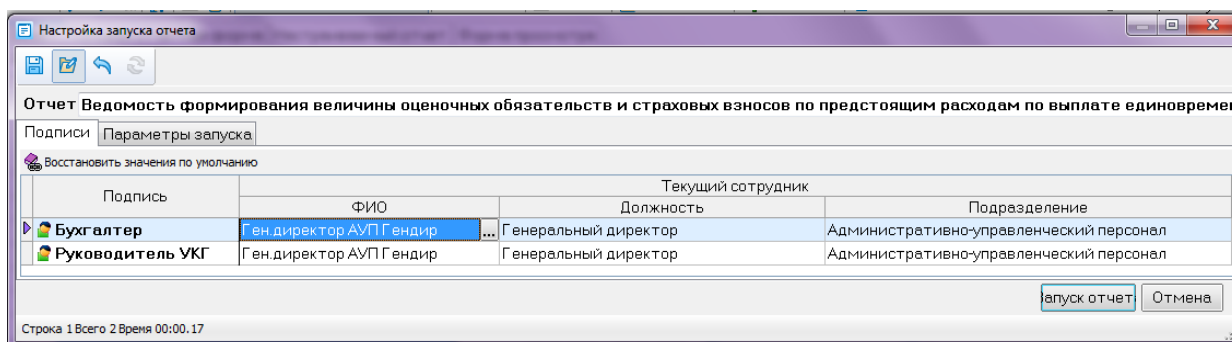 Настройка запуска отчета
Отчет Ведомость формирования величины оценочных обязательств и страховых взносов по предстоящим расходам по выплате единовреме
Подписи Параметры запуска
Восстановить значения по умолчанию
Подпись Текущий сотрудник
ФИО Должность Подразделение
Бухгалтер Ген.директор АУП Гендир ... Генеральный директор Административно-управленческий персонал
Руководитель УКГ Ген.директор АУП Гендир Генеральный директор Административно-управленческий персонал
Запуск отчет Отмена
Строка 1 Всего 2 Время 00:00.17